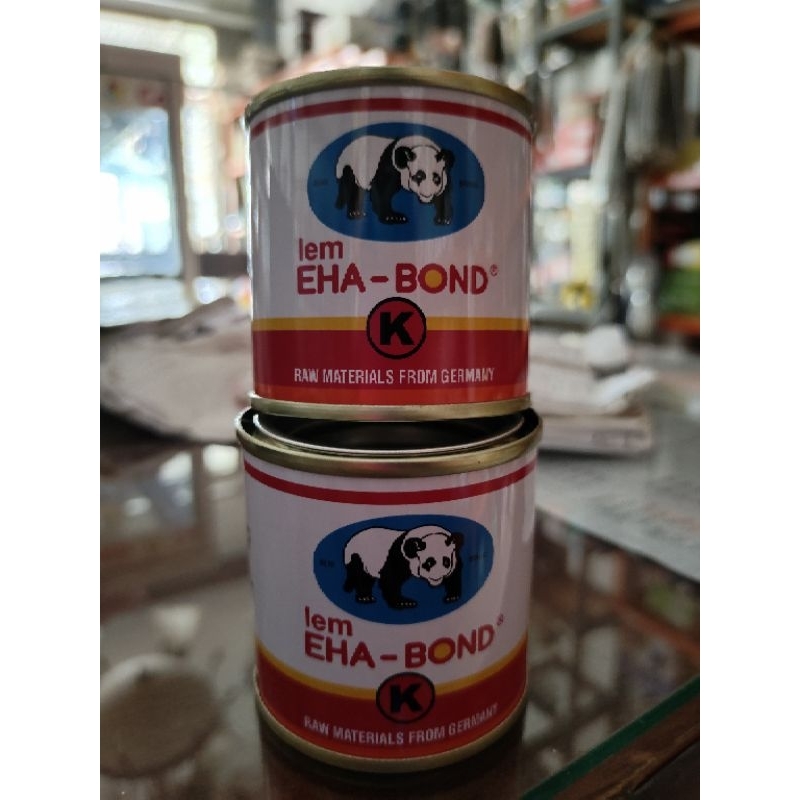 lem
EHA-BOND®
K
RAW MATERIALS FROM GERMANY
lem
EHA-BOND®
K
RAW MATERIALS FROM GERMANY